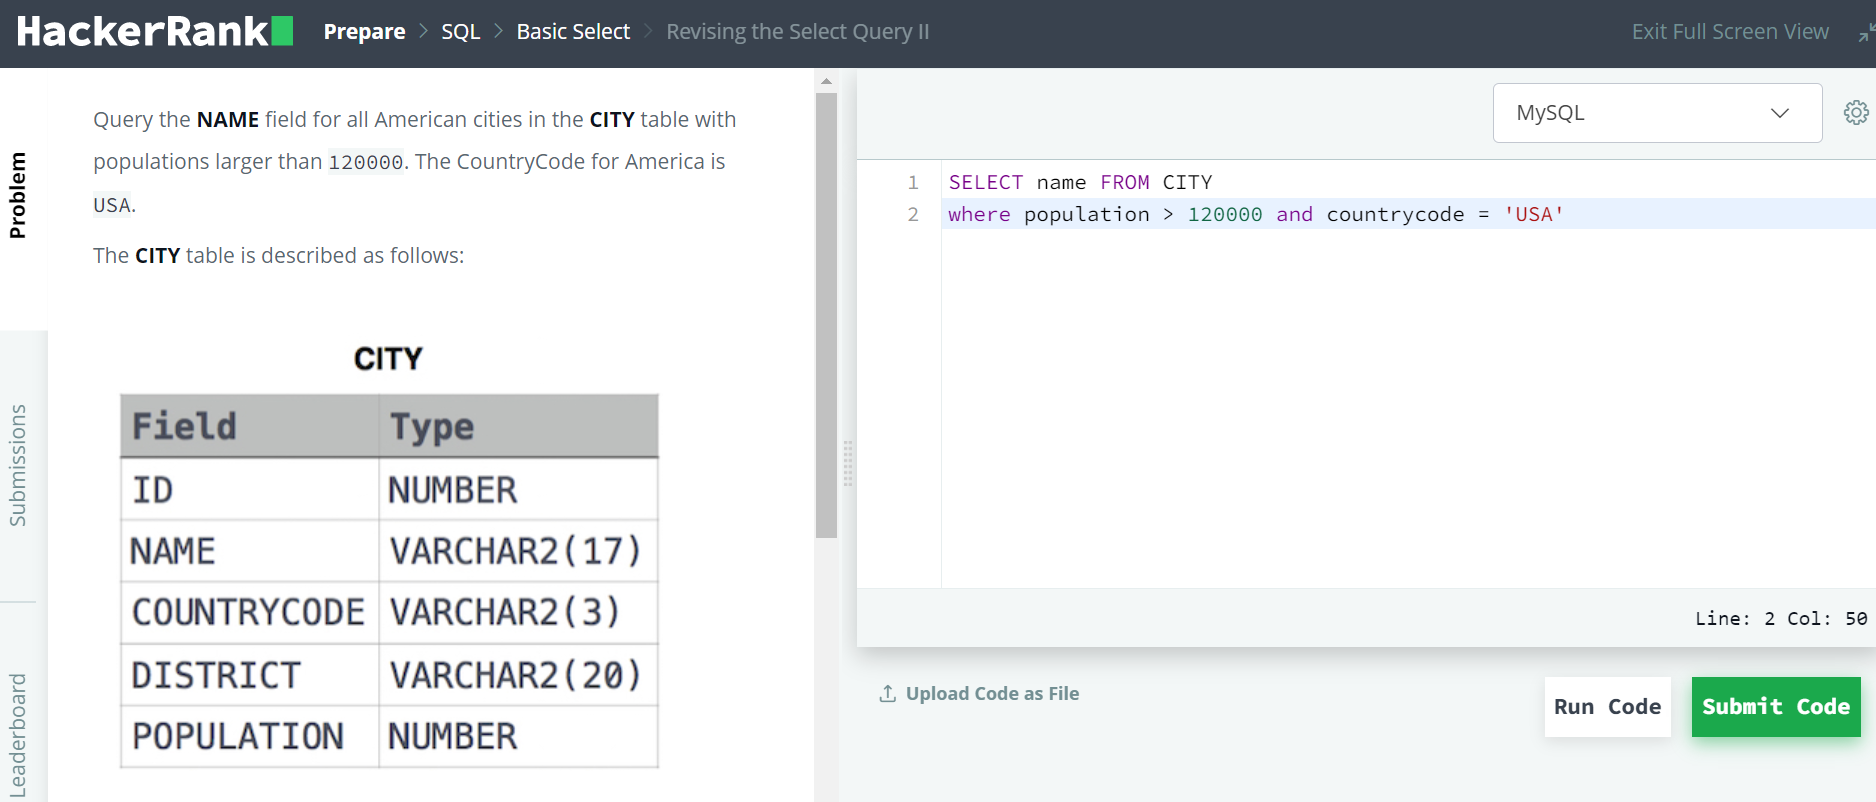 HackerRank
Prepare > SQL > Basic Select > Revising the Select Query II
Exit Full Screen View
Problem
Submissions
Leaderboard
Query the NAME field for all American cities in the CITY table with
populations larger than 120000. The CountryCode for America is
USA.
The CITY table is described as follows:
CITY
Field Type
ID NUMBER
NAME VARCHAR2(17)
COUNTRYCODE VARCHAR2(3)
DISTRICT VARCHAR2(20)
POPULATION NUMBER
MySQL
1 SELECT name FROM CITY
2 where population > 120000 and countrycode = 'USA'
Line: 2 Col: 50
Upload Code as File
Run Code
Submit Code